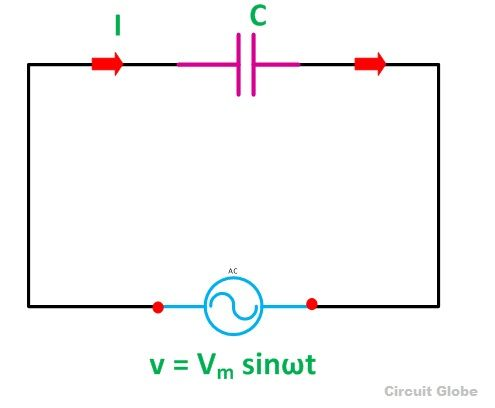 I
C
AC
v = Vₘ sinωt
Circuit Globe